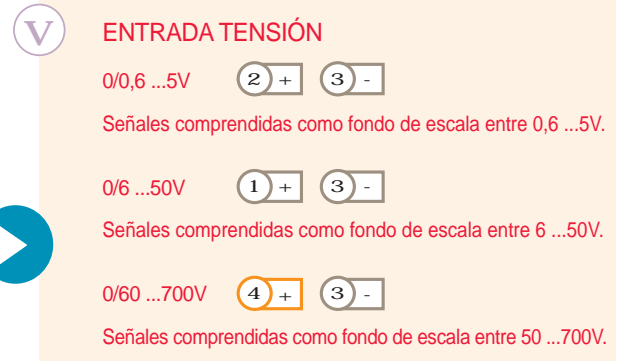 V ENTRADA TENSIÓN
0/0,6 ...5V 2 + 3 -
Señales comprendidas como fondo de escala entre 0,6 ...5V.
0/6 ...50V 1 + 3 -
Señales comprendidas como fondo de escala entre 6 ...50V.
0/60 ...700V 4 + 3 -
Señales comprendidas como fondo de escala entre 50 ...700V.